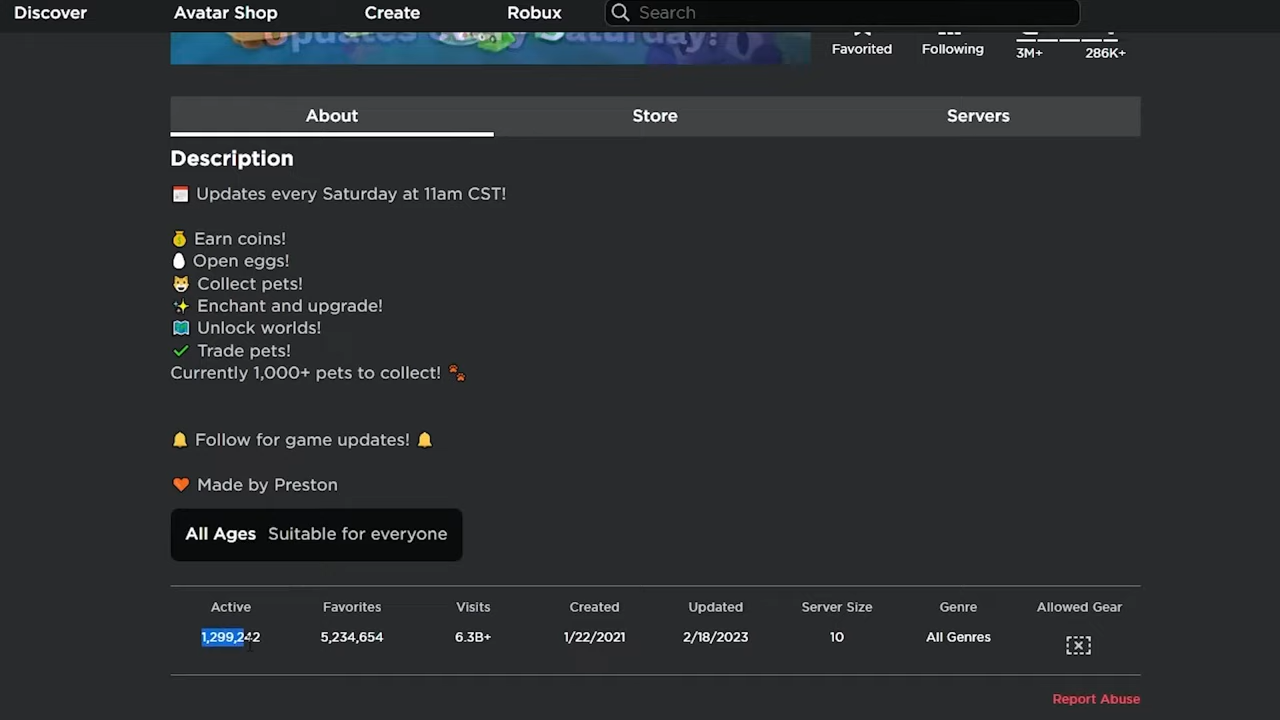 Discover Avatar Shop Create Robux Search
Updates every Saturday!
Favorited Following 3M+ 286K+
About Store Servers
Description
Updates every Saturday at 11am CST!
Earn coins!
Open eggs!
Collect pets!
Enchant and upgrade!
Unlock worlds!
Trade pets!
Currently 1,000+ pets to collect!
Follow for game updates!
Made by Preston
All Ages Suitable for everyone
Active Favorites Visits Created Updated Server Size Genre Allowed Gear
1,299,242 5,234,654 6.3B+ 1/22/2021 2/18/2023 10 All Genres
Report Abuse